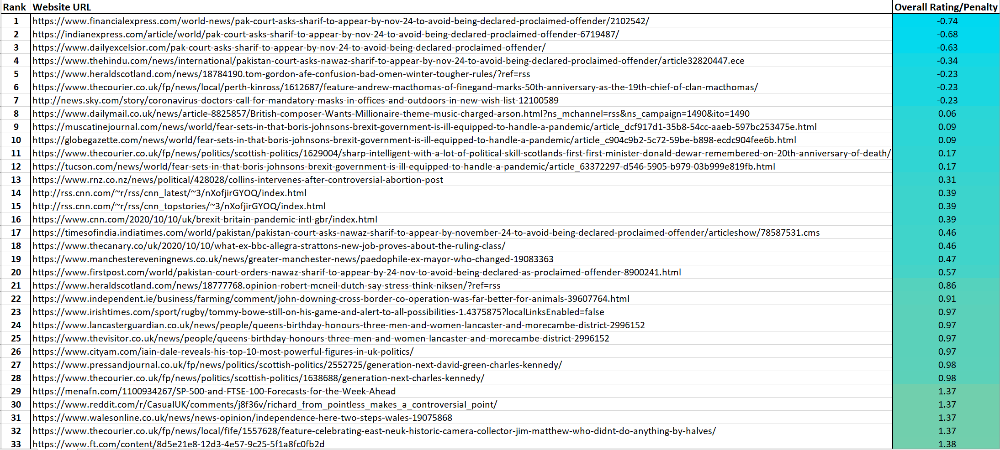 Rank Website URL Overall Rating/Penalty
1 https://www.financialexpress.com/world-news/pak-court-asks-sharif-to-appear-by-nov-24-to-avoid-being-declared-proclaimed-offender/2102542/ -0.74
2 https://indianexpress.com/article/world/pak-court-asks-sharif-to-appear-by-nov-24-to-avoid-being-declared-proclaimed-offender-6719487/ -0.68
3 https://www.dailyexcelsior.com/pak-court-asks-sharif-to-appear-by-nov-24-to-avoid-being-declared-proclaimed-offender/ -0.63
4 https://www.thehindu.com/news/international/pakistan-court-asks-nawaz-sharif-to-appear-by-nov-24-to-avoid-being-declared-proclaimed-offender/article32820447.ece -0.34
5 https://www.heraldscotland.com/news/18784190.tom-gordon-afe-confusion-bad-omen-winter-tougher-rules/?ref=rss -0.23
6 https://www.thecourier.co.uk/fp/news/local/perth-kinross/1612687/feature-andrew-macthomas-of-finegand-marks-50th-anniversary-as-the-19th-chief-of-clan-macthomas/ -0.23
7 http://news.sky.com/story/coronavirus-doctors-call-for-mandatory-masks-in-offices-and-outdoors-in-new-wish-list-12100589 -0.23
8 https://www.dailymail.co.uk/news/article-8825857/British-composer-Wants-Millionaire-theme-music-charged-arson.html?ns_mchannel=rss&ns_campaign=1490&ito=1490 0.06
9 https://muscatinejournal.com/news/world/fear-sets-in-that-boris-johnsons-brexit-government-is-ill-equipped-to-handle-a-pandemic/article_dcf917d1-35b8-54cc-aaeb-597bc253475e.html 0.09
10 https://globegazette.com/news/world/fear-sets-in-that-boris-johnsons-brexit-government-is-ill-equipped-to-handle-a-pandemic/article_c904c9b2-5c72-59be-b898-ecdc904fee6b.html 0.09
11 https://www.thecourier.co.uk/fp/news/politics/scottish-politics/1629004/sharp-intelligent-with-a-lot-of-political-skill-scotlands-first-first-minister-donald-dewar-remembered-on-20th-anniversary-of-death/ 0.17
12 https://tucson.com/news/world/fear-sets-in-that-boris-johnsons-brexit-government-is-ill-equipped-to-handle-a-pandemic/article_63372297-d546-5905-b979-03b999e819fb.html 0.17
13 https://www.rnz.co.nz/news/political/428028/collins-intervenes-after-controversial-abortion-post 0.31
14 http://rss.cnn.com/~r/rss/cnn_latest/~3/nXofjirGYOQ/index.html 0.39
15 http://rss.cnn.com/~r/rss/cnn_topstories/~3/nXofjirGYOQ/index.html 0.39
16 https://www.cnn.com/2020/10/10/uk/brexit-britain-pandemic-intl-gbr/index.html 0.39
17 https://timesofindia.indiatimes.com/world/pakistan/pakistan-court-asks-nawaz-sharif-to-appear-by-november-24-to-avoid-being-declared-proclaimed-offender/articleshow/78587531.cms 0.46
18 https://www.thecanary.co/uk/2020/10/10/what-ex-bbc-allegra-strattons-new-job-proves-about-the-ruling-class/ 0.46
19 https://www.manchestereveningnews.co.uk/news/greater-manchester-news/paedophile-ex-mayor-who-changed-19083363 0.47
20 https://www.firstpost.com/world/pakistan-court-orders-nawaz-sharif-to-appear-by-24-nov-to-avoid-being-declared-as-proclaimed-offender-8900241.html 0.57
21 https://www.heraldscotland.com/news/18777768.opinion-robert-mcneil-dutch-say-stress-think-niksen/?ref=rss 0.86
22 https://www.independent.ie/business/farming/comment/john-downing-cross-border-co-operation-was-far-better-for-animals-39607764.html 0.91
23 https://www.irishtimes.com/sport/rugby/tommy-bowe-still-on-his-game-and-alert-to-all-possibilities-1.4375875?localLinksEnabled=false 0.97
24 https://www.lancasterguardian.co.uk/news/people/queens-birthday-honours-three-men-and-women-lancaster-and-morecambe-district-2996152 0.97
25 https://www.thevisitor.co.uk/news/people/queens-birthday-honours-three-men-and-women-lancaster-and-morecambe-district-2996152 0.97
26 https://www.cityam.com/iain-dale-reveals-his-top-10-most-powerful-figures-in-uk-politics/ 0.97
27 https://www.pressandjournal.co.uk/fp/news/politics/scottish-politics/2552725/generation-next-david-green-charles-kennedy/ 0.98
28 https://www.thecourier.co.uk/fp/news/politics/scottish-politics/1638688/generation-next-charles-kennedy/ 0.98
29 https://menafn.com/1100934267/SP-500-and-FTSE-100-Forecasts-for-the-Week-Ahead 1.37
30 https://www.reddit.com/r/CasualUK/comments/j8f36v/richard_from_pointless_makes_a_controversial_point/ 1.37
31 https://www.walesonline.co.uk/news/news-opinion/independence-here-two-steps-wales-19075868 1.37
32 https://www.thecourier.co.uk/fp/news/local/fife/1557628/feature-celebrating-east-neuk-historic-camera-collector-jim-matthew-who-didnt-do-anything-by-halves/ 1.37
33 https://www.ft.com/content/8d5e21e8-12d3-4e57-9c25-5f1a8fc0fb2d 1.38